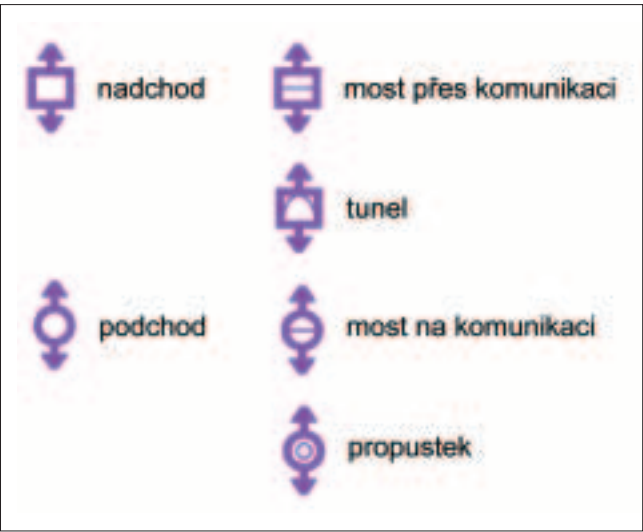 nadchod
most přes komunikaci
tunel
podchod
most na komunikaci
propustek